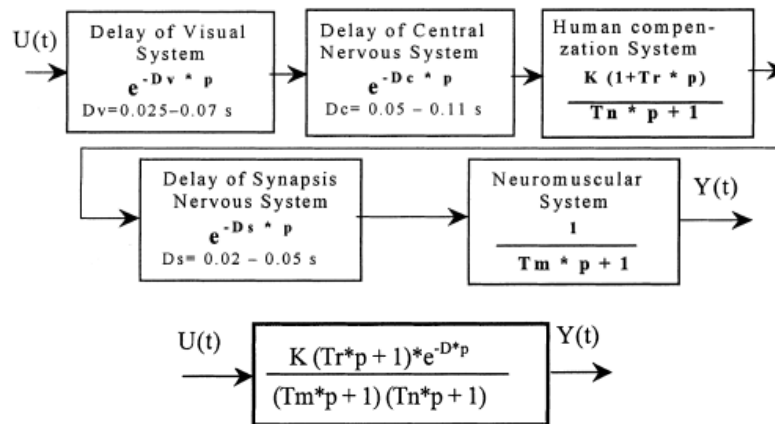 U(t)
Delay of Visual
System
e^-Dv * p
Dv=0.025–0.07 s
Delay of Central
Nervous System
e^-Dc * p
Dc= 0.05 – 0.11 s
Human compen-
zation System
K (1+Tr * p)
Tn * p + 1
Delay of Synapsis
Nervous System
e^-Ds * p
Ds= 0.02 – 0.05 s
Neuromuscular
System
1
Tm * p + 1
Y(t)
U(t)
K (Tr*p + 1)*e^-D*p
(Tm*p + 1) (Tn*p + 1)
Y(t)